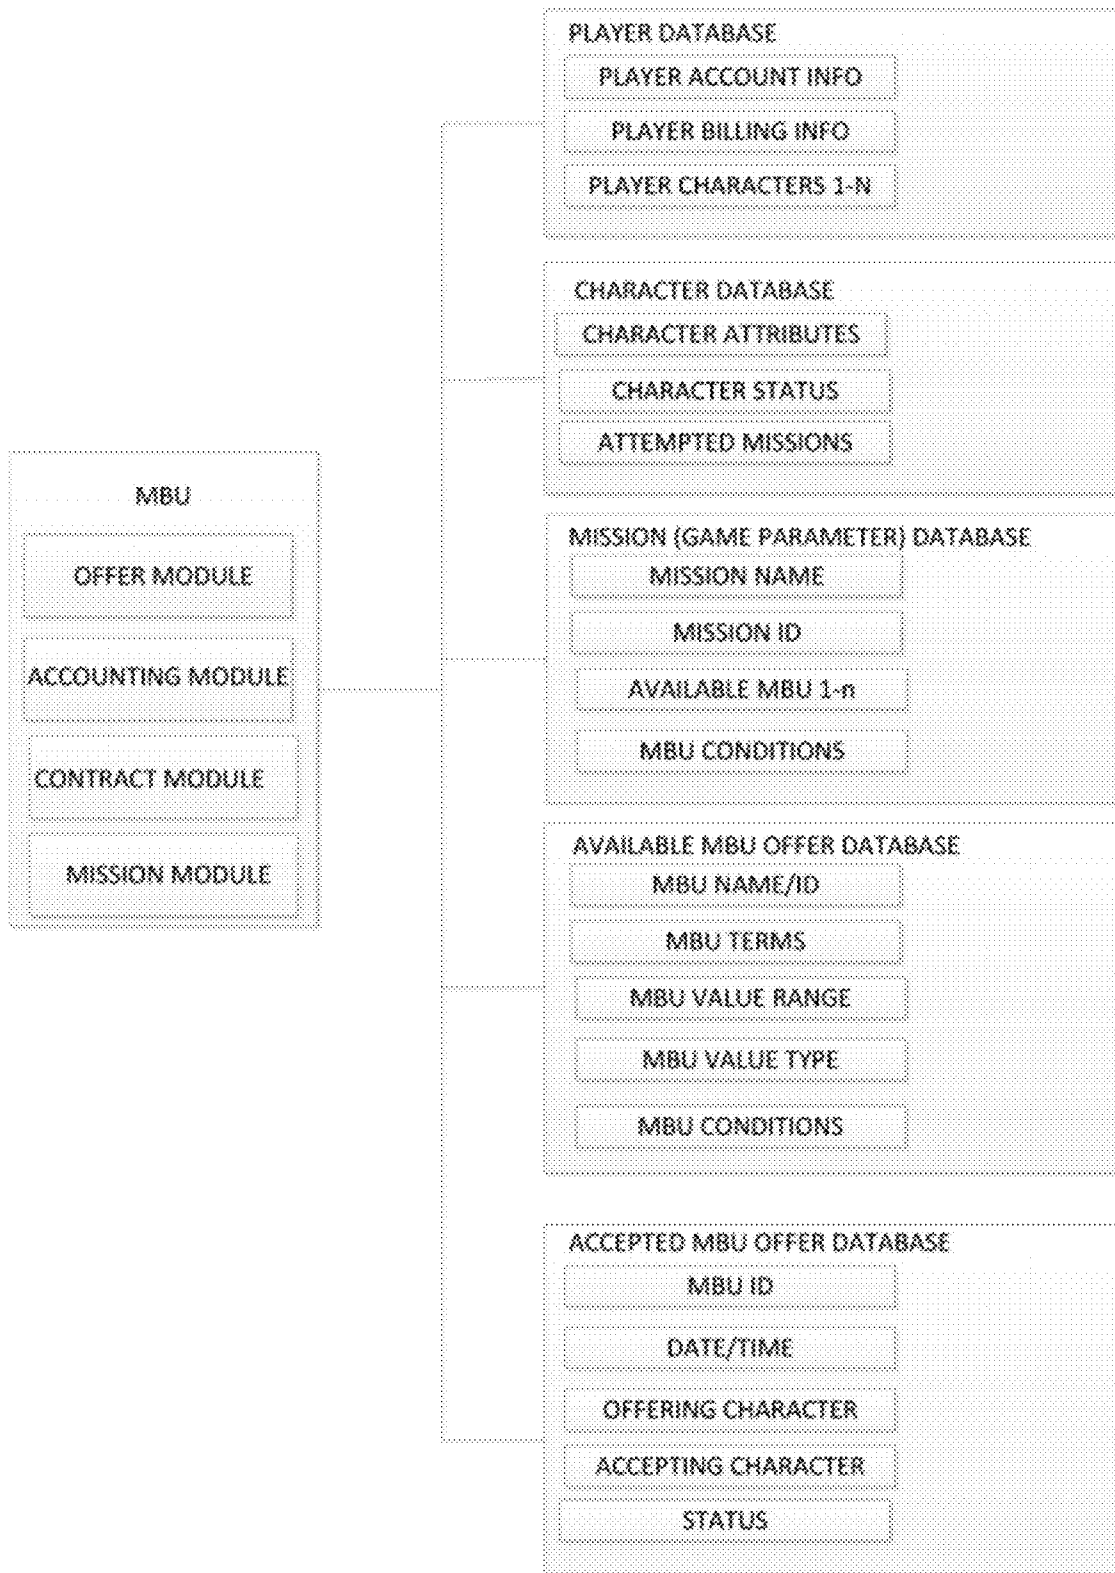 PLAYER DATABASE
PLAYER ACCOUNT INFO
PLAYER BILLING INFO
PLAYER CHARACTERS 1-N
CHARACTER DATABASE
CHARACTER ATTRIBUTES
CHARACTER STATUS
ATTEMPTED MISSIONS
MBU
OFFER MODULE
ACCOUNTING MODULE
CONTRACT MODULE
MISSION MODULE
MISSION (GAME PARAMETER) DATABASE
MISSION NAME
MISSION ID
AVAILABLE MBU 1-n
MBU CONDITIONS
AVAILABLE MBU OFFER DATABASE
MBU NAME/ID
MBU TERMS
MBU VALUE RANGE
MBU VALUE TYPE
MBU CONDITIONS
ACCEPTED MBU OFFER DATABASE
MBU ID
DATE/TIME
OFFERING CHARACTER
ACCEPTING CHARACTER
STATUS